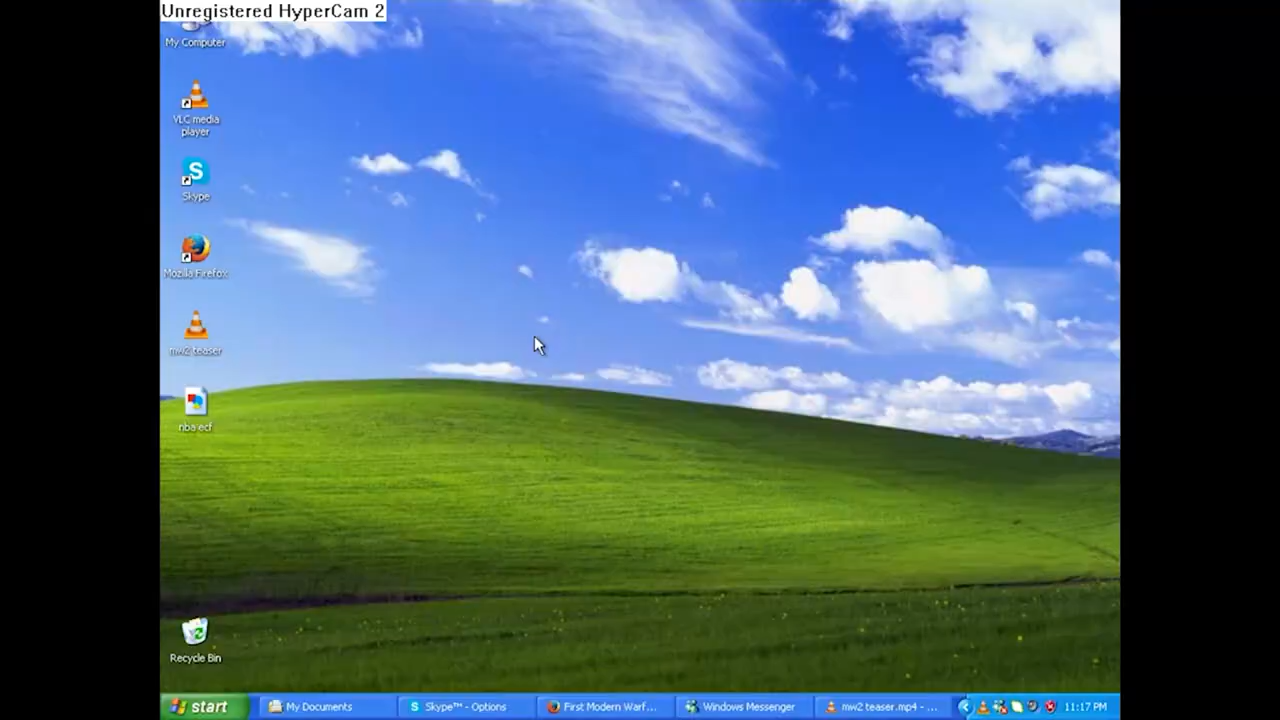 Unregistered HyperCam 2
My Computer
VLC media
player
Skype
Mozilla Firefox
mw2 teaser
nba ecf
Recycle Bin
start
My Documents
Skype™ - Options
First Modern Warf...
Windows Messenger
mw2 teaser.mp4 - ...
11:17 PM